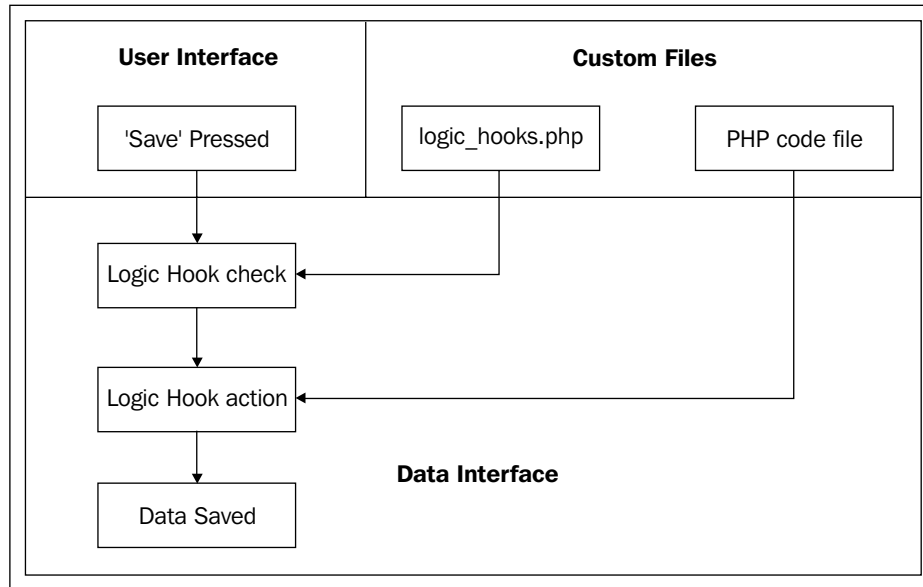 User Interface
Custom Files
'Save' Pressed
logic_hooks.php
PHP code file
Logic Hook check
Logic Hook action
Data Interface
Data Saved